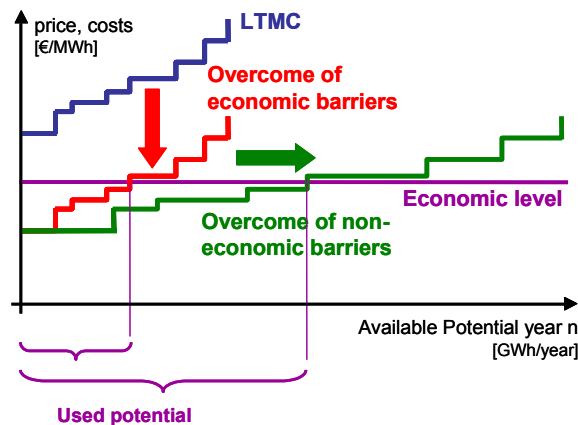 price, costs
[€/MWh]
LTMC
Overcome of
economic barriers
Economic level
Overcome of non-
economic barriers
Available Potential year n
[GWh/year]
Used potential